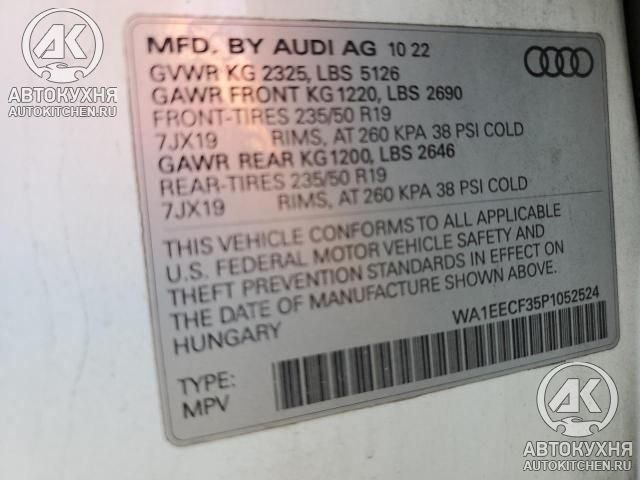 MFD. BY AUDI AG 10 22
GVWR KG 2325, LBS 5126
GAWR FRONT KG 1220, LBS 2690
FRONT-TIRES 235/50 R19
7JX19 RIMS, AT 260 KPA 38 PSI COLD
GAWR REAR KG 1200, LBS 2646
REAR-TIRES 235/50 R19
7JX19 RIMS, AT 260 KPA 38 PSI COLD
THIS VEHICLE CONFORMS TO ALL APPLICABLE
U.S. FEDERAL MOTOR VEHICLE SAFETY AND
THEFT PREVENTION STANDARDS IN EFFECT ON
THE DATE OF MANUFACTURE SHOWN ABOVE.
HUNGARY
WA1EECF35P1052524
TYPE:
MPV
AK
АВТОКУХНЯ
AUTOKITCHEN.RU
AK
АВТОКУХНЯ
AUTOKITCHEN.RU